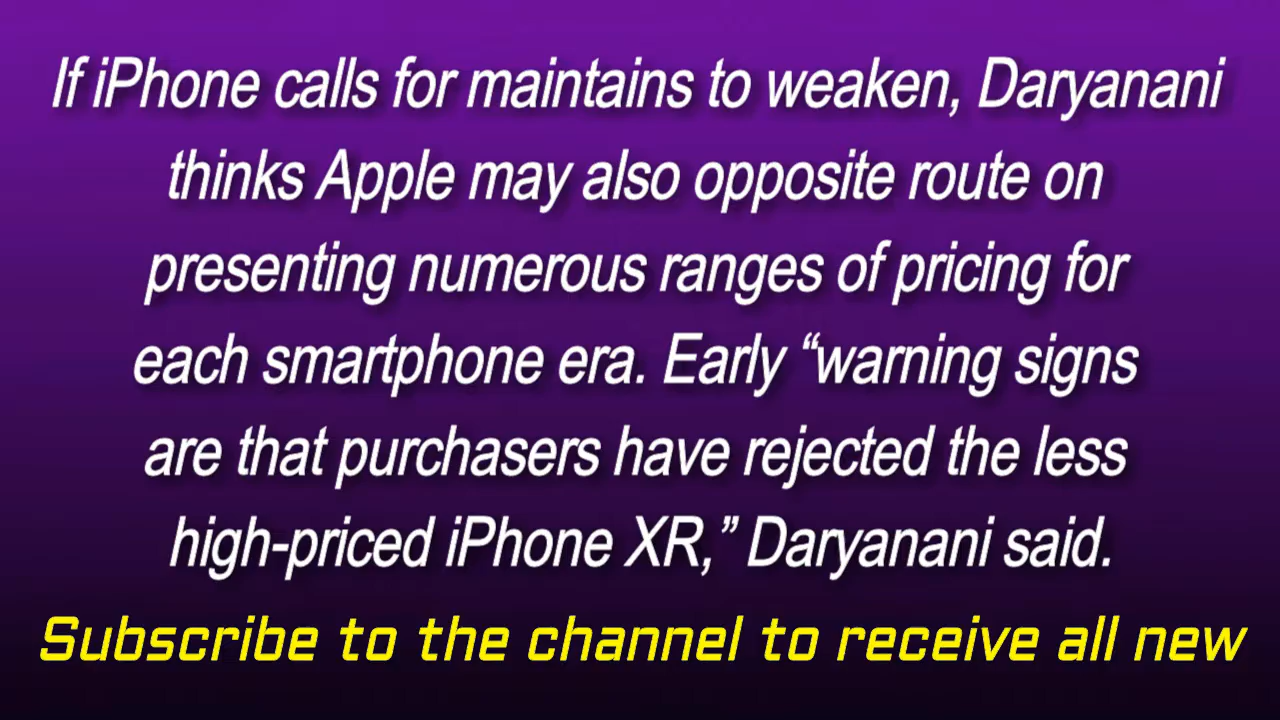 If iPhone calls for maintains to weaken, Daryanani
thinks Apple may also opposite route on
presenting numerous ranges of pricing for
each smartphone era. Early “warning signs
are that purchasers have rejected the less
high-priced iPhone XR,” Daryanani said.
Subscribe to the channel to receive all new